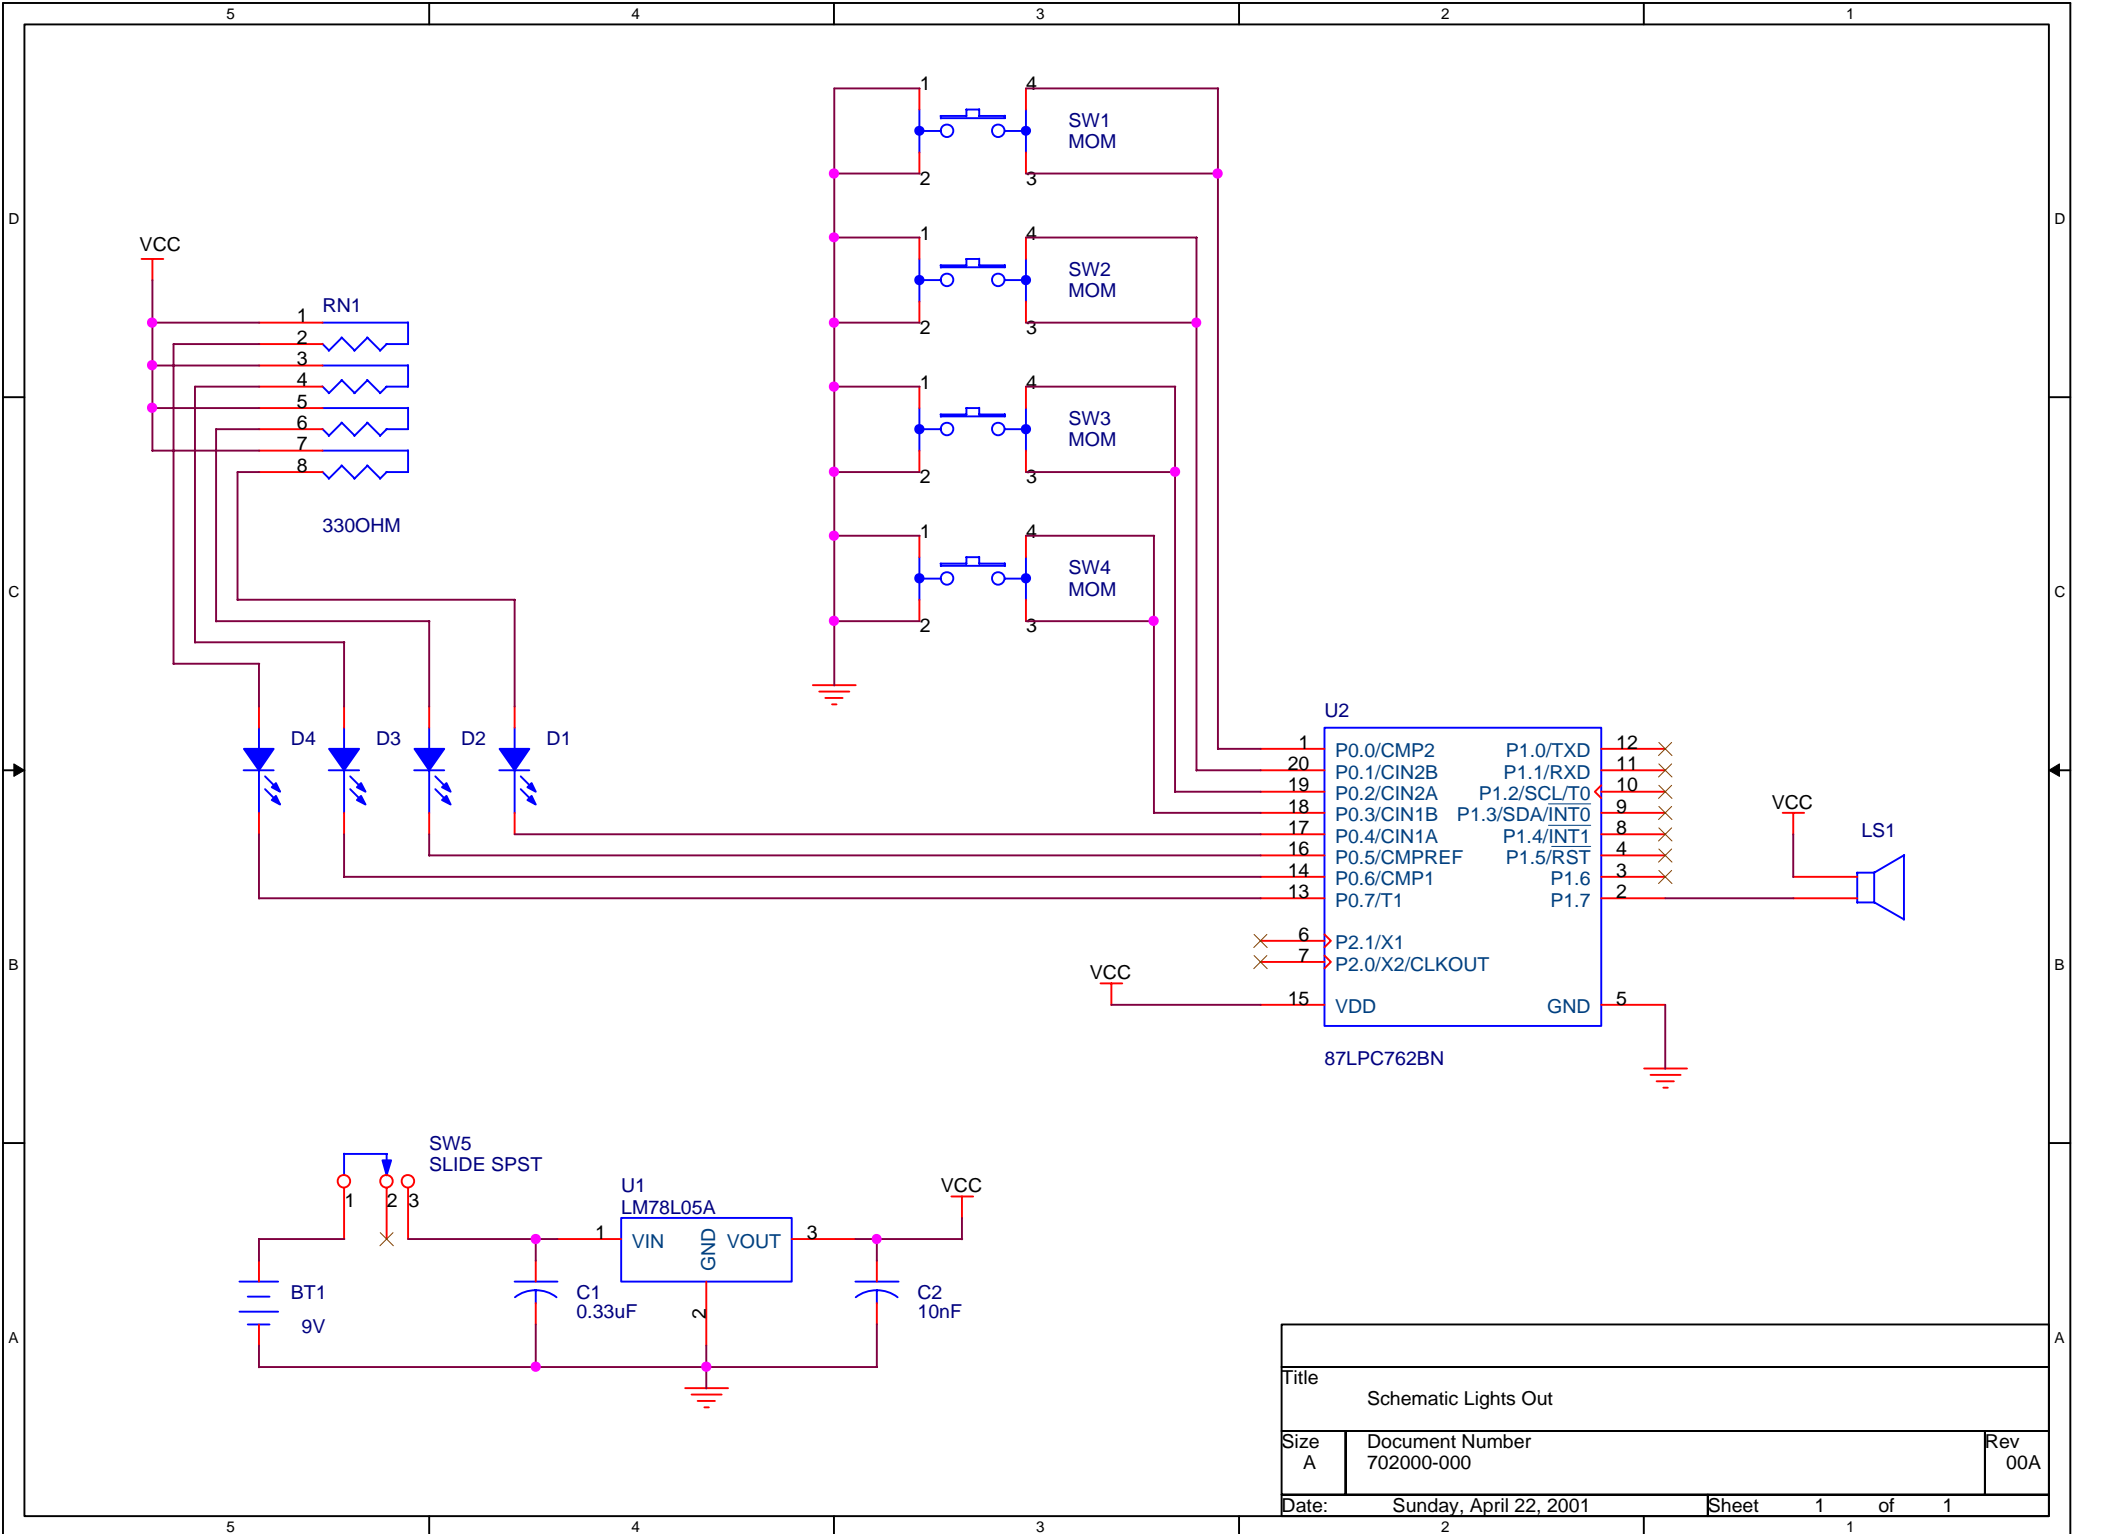 5 4 3 2 1
D D
C C
B B
A A
VCC
RN1
1
2
3
4
5
6
7
8
330OHM
1 4
SW1
MOM
2 3
1 4
SW2
MOM
2 3
1 4
SW3
MOM
2 3
1 4
SW4
MOM
2 3
D4 D3 D2 D1
U2
1 P0.0/CMP2 P1.0/TXD 12
20 P0.1/CIN2B P1.1/RXD 11
19 P0.2/CIN2A P1.2/SCL/T0 10
18 P0.3/CIN1B P1.3/SDA/INT0 9
17 P0.4/CIN1A P1.4/INT1 8
16 P0.5/CMPREF P1.5/RST 4
14 P0.6/CMP1 P1.6 3
13 P0.7/T1 P1.7 2
6 P2.1/X1
7 P2.0/X2/CLKOUT
VCC
15 VDD GND 5
87LPC762BN
VCC
LS1
SW5
SLIDE SPST
1 2 3
U1
LM78L05A
1 VIN GND VOUT 3
2
VCC
BT1
9V
C1
0.33uF
C2
10nF
Title
Schematic Lights Out
Size Document Number Rev
A 702000-000 00A
Date: Sunday, April 22, 2001 Sheet 1 of 1
5 4 3 2 1